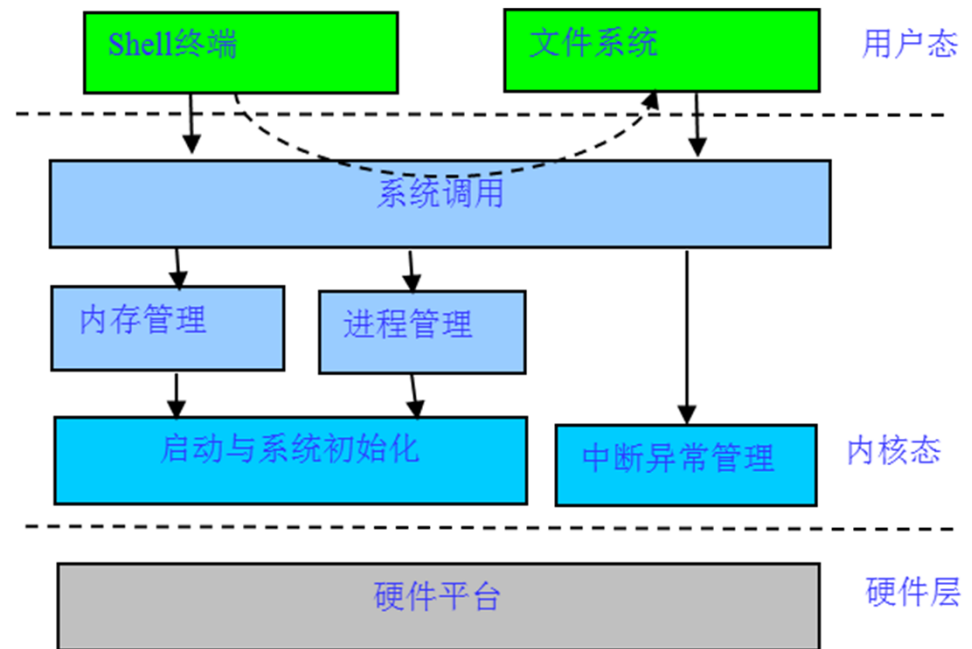 Shell终端
文件系统
用户态
系统调用
内存管理
进程管理
启动与系统初始化
中断异常管理
内核态
硬件平台
硬件层